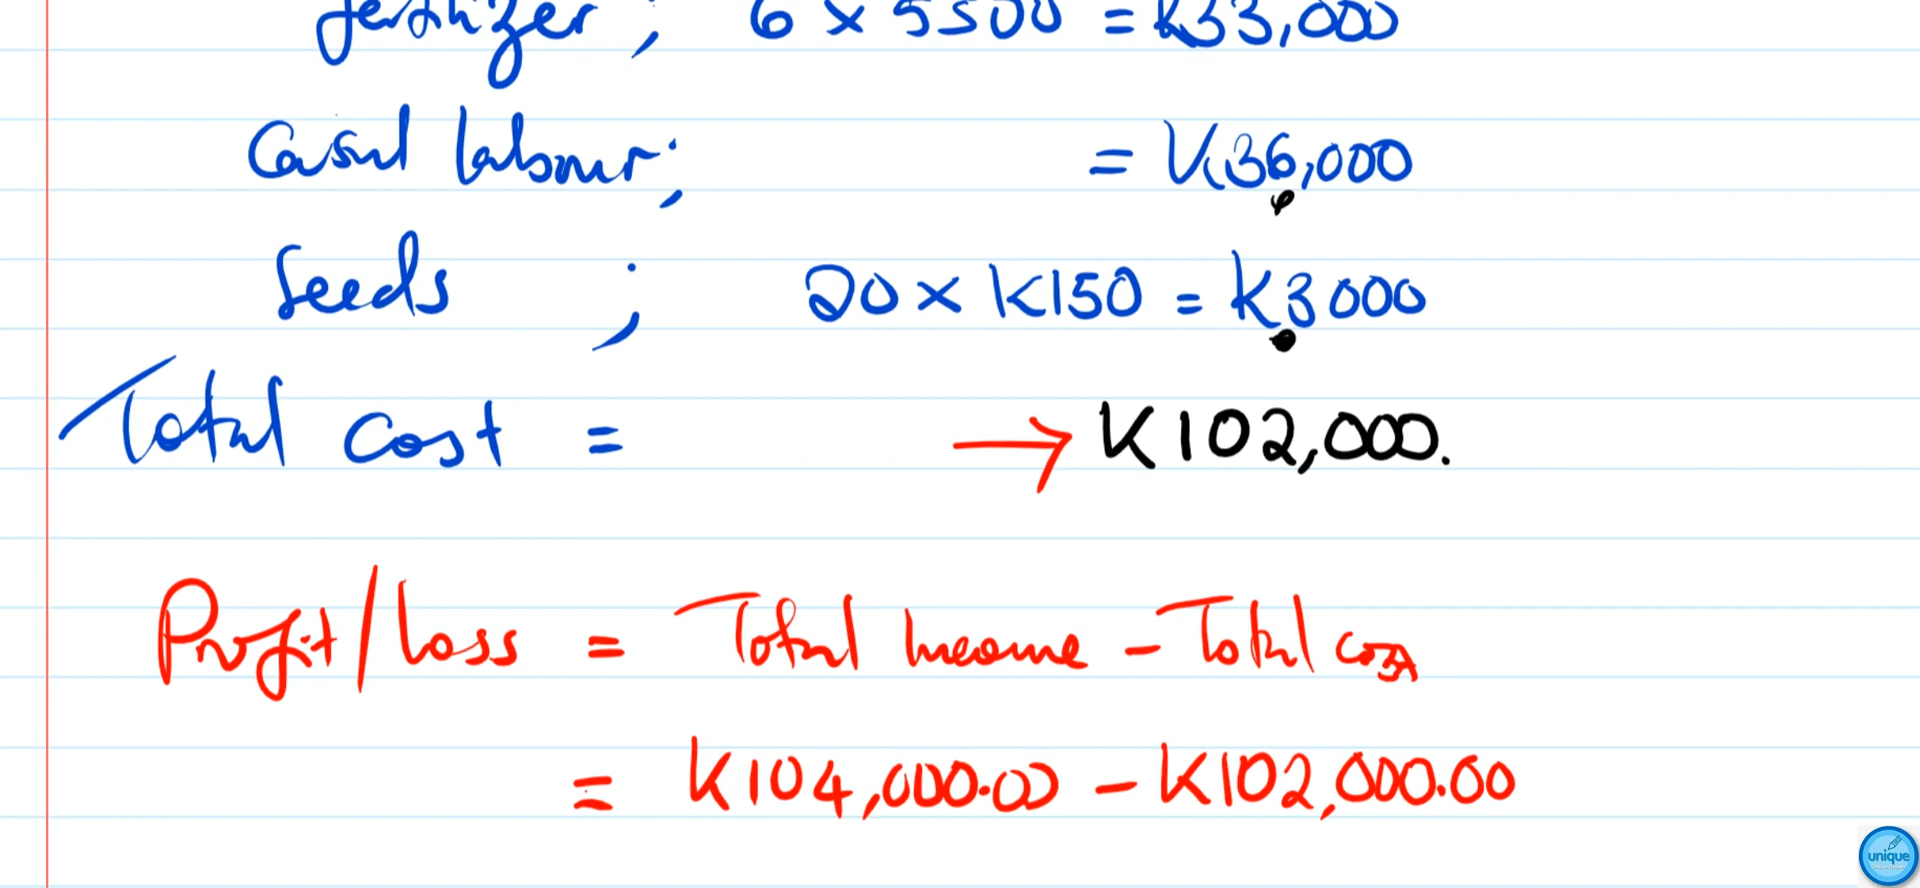 fertilizer; 6 x 5500 = K33,000
Casul labour; = K36,000
Seeds ; 20 x K150 = K3000
Total cost = → K102,000.
Profit/loss = Total Income - Total cost
= K104,000.00 - K102,000.00
unique